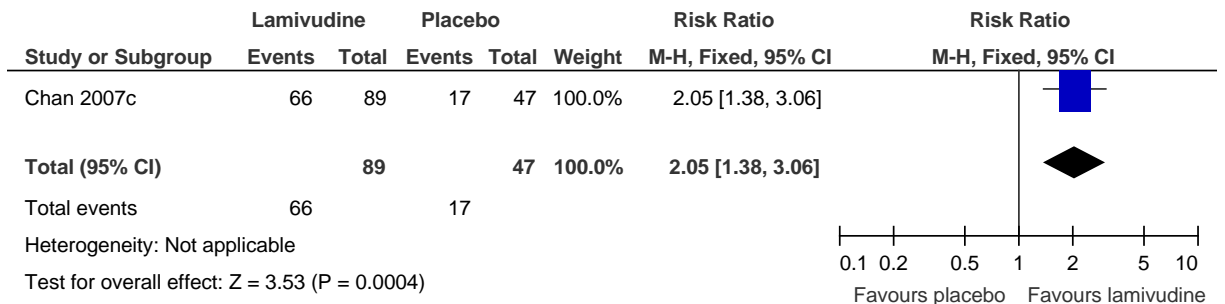 Lamivudine Placebo Risk Ratio Risk Ratio
Study or Subgroup Events Total Events Total Weight M-H, Fixed, 95% CI M-H, Fixed, 95% CI
Chan 2007c 66 89 17 47 100.0% 2.05 [1.38, 3.06]
Total (95% CI) 89 47 100.0% 2.05 [1.38, 3.06]
Total events 66 17
Heterogeneity: Not applicable
Test for overall effect: Z = 3.53 (P = 0.0004)
0.1 0.2 0.5 1 2 5 10
Favours placebo Favours lamivudine